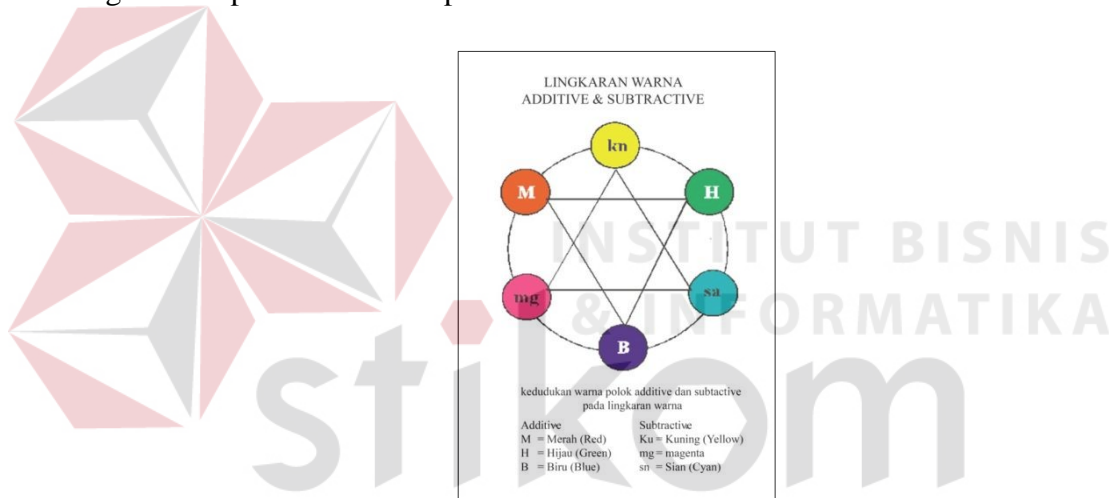 LINGKARAN WARNA
ADDITIVE & SUBTRACTIVE
kn
M
H
mg
sa
B
kedudukan warna polok additive dan subtactive
pada lingkaran warna
Additive Subtractive
M = Merah (Red) Ku = Kuning (Yellow)
H = Hijau (Green) mg = magenta
B = Biru (Blue) sn = Sian (Cyan)
INSTITUT BISNIS
& INFORMATIKA
stikom